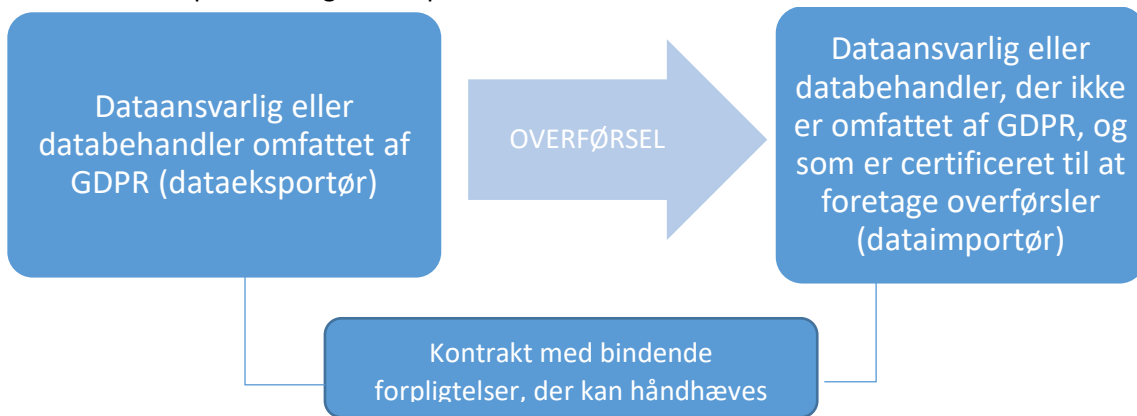 Dataansvarlig eller
databehandler omfattet af
GDPR (dataeksportør)
OVERFØRSEL
Dataansvarlig eller
databehandler, der ikke
er omfattet af GDPR, og
som er certificeret til at
foretage overførsler
(dataimportør)
Kontrakt med bindende
forpligtelser, der kan håndhæves